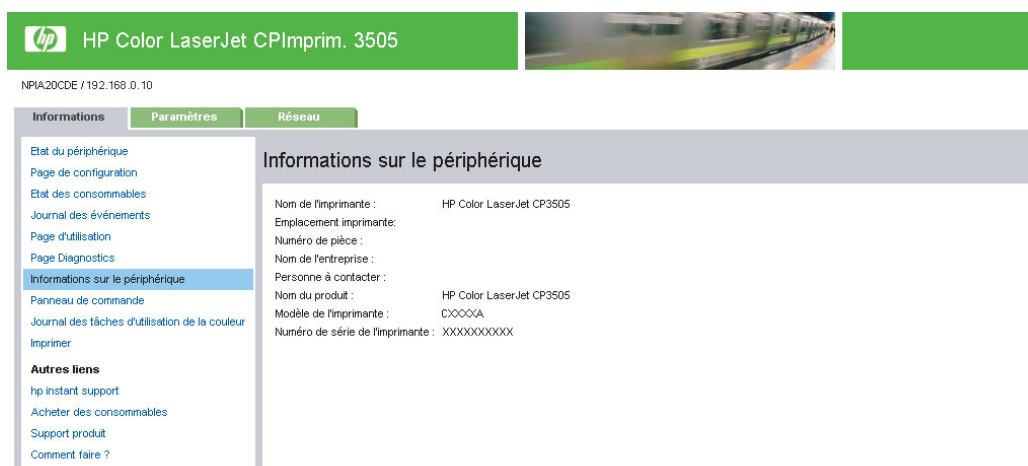 hp HP Color LaserJet CPImprim. 3505
NPIA20CDE / 192.168.0.10
Informations Paramètres Réseau
Etat du périphérique
Page de configuration
Etat des consommables
Journal des événements
Page d'utilisation
Page Diagnostics
Informations sur le périphérique
Panneau de commande
Journal des tâches d'utilisation de la couleur
Imprimer
Autres liens
hp instant support
Acheter des consommables
Support produit
Comment faire ?
Informations sur le périphérique
Nom de l'imprimante : HP Color LaserJet CP3505
Emplacement imprimante:
Numéro de pièce :
Nom de l'entreprise :
Personne à contacter :
Nom du produit : HP Color LaserJet CP3505
Modèle de l'imprimante : CXXXXA
Numéro de série de l'imprimante : XXXXXXXXXX